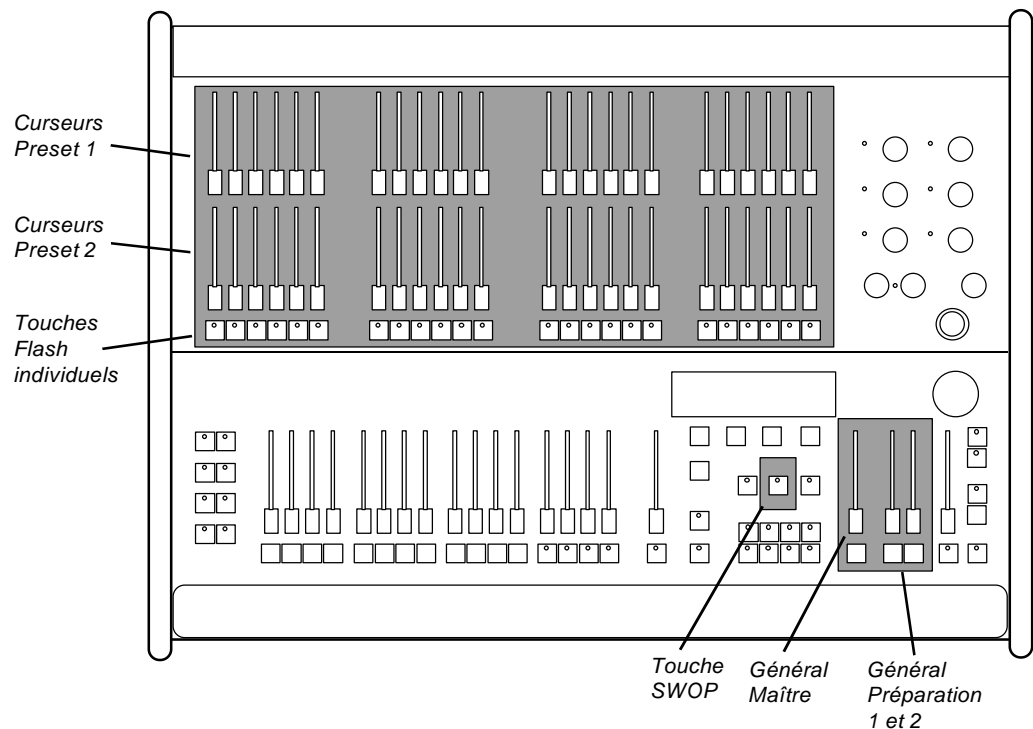 Curseurs
Preset 1
Curseurs
Preset 2
Touches
Flash
individuels
Touche
SWOP
Général
Maître
Général
Préparation
1 et 2